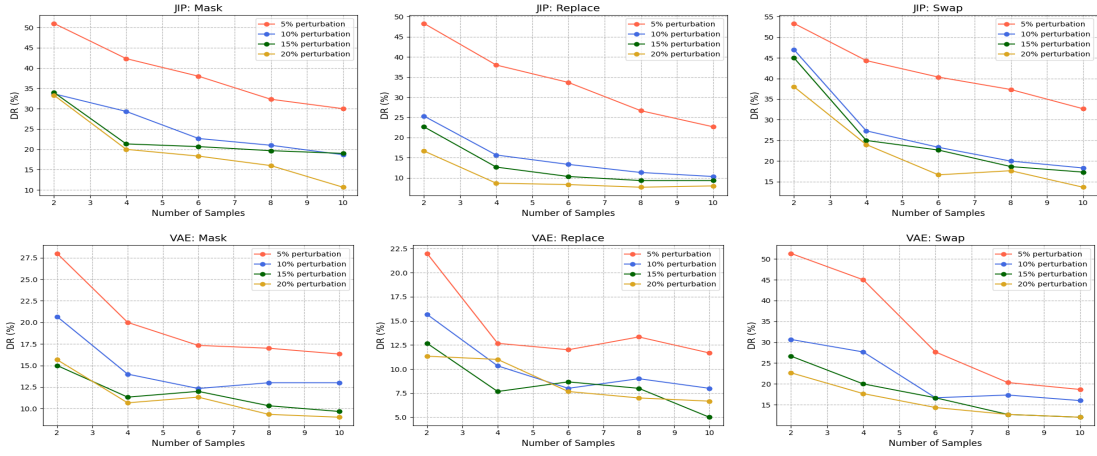 JIP: Mask
50
45
40
35
30
25
20
15
10
DR (%)
2 3 4 5 6 7 8 9 10
Number of Samples
5% perturbation
10% perturbation
15% perturbation
20% perturbation
JIP: Replace
50
45
40
35
30
25
20
15
10
DR (%)
2 3 4 5 6 7 8 9 10
Number of Samples
5% perturbation
10% perturbation
15% perturbation
20% perturbation
JIP: Swap
55
50
45
40
35
30
25
20
15
DR (%)
2 3 4 5 6 7 8 9 10
Number of Samples
5% perturbation
10% perturbation
15% perturbation
20% perturbation
VAE: Mask
27.5
25.0
22.5
20.0
17.5
15.0
12.5
10.0
DR (%)
2 3 4 5 6 7 8 9 10
Number of Samples
5% perturbation
10% perturbation
15% perturbation
20% perturbation
VAE: Replace
22.5
20.0
17.5
15.0
12.5
10.0
7.5
5.0
DR (%)
2 3 4 5 6 7 8 9 10
Number of Samples
5% perturbation
10% perturbation
15% perturbation
20% perturbation
VAE: Swap
50
45
40
35
30
25
20
15
DR (%)
2 3 4 5 6 7 8 9 10
Number of Samples
5% perturbation
10% perturbation
15% perturbation
20% perturbation